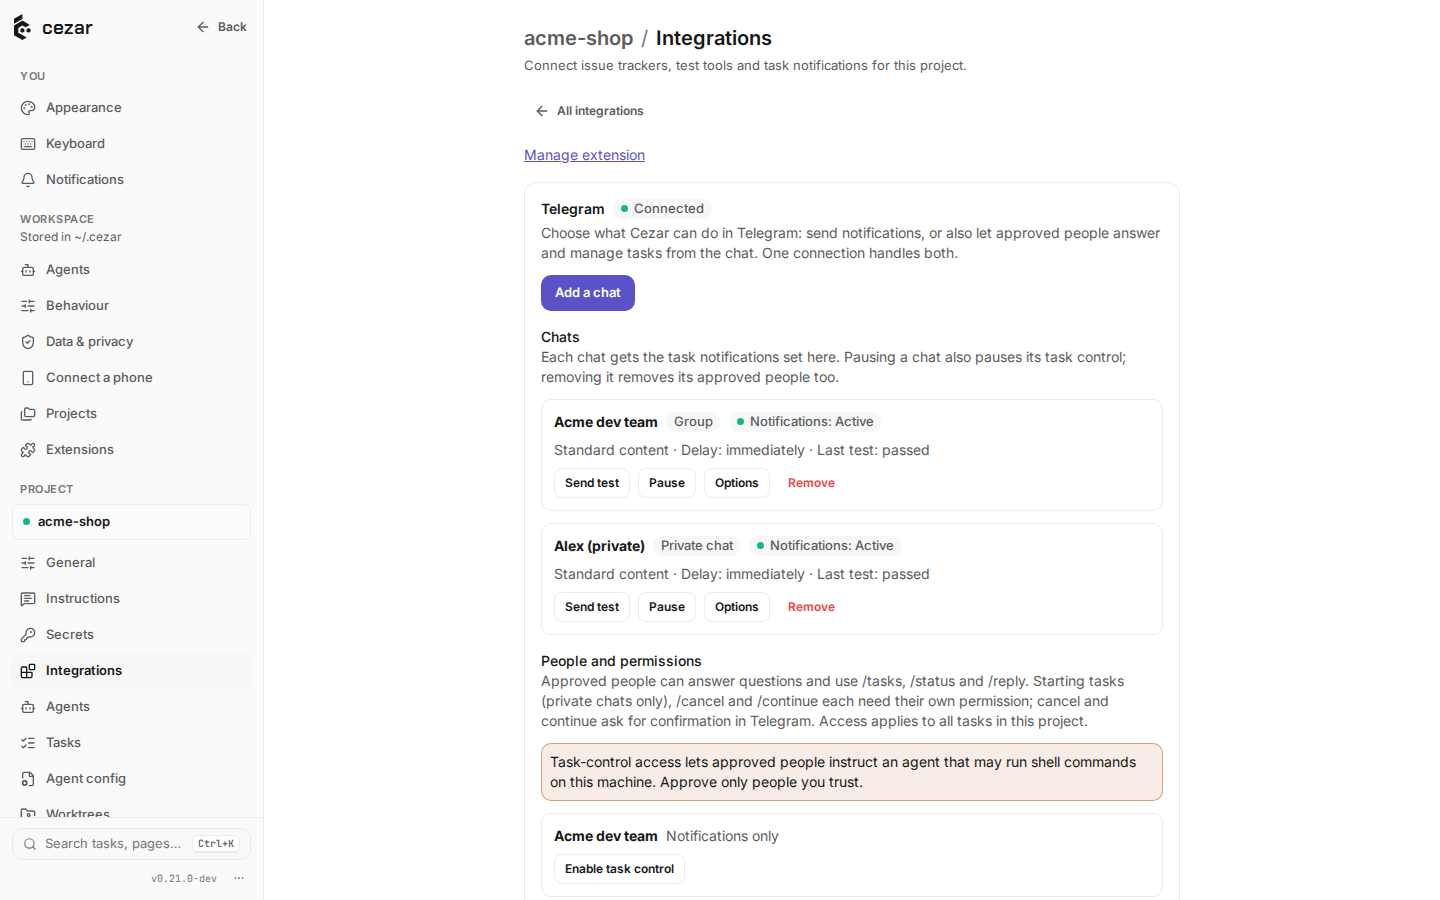 cezar
Back
YOU
Appearance
Keyboard
Notifications
WORKSPACE
Stored in ~/.cezar
Agents
Behaviour
Data & privacy
Connect a phone
Projects
Extensions
PROJECT
acme-shop
General
Instructions
Secrets
Integrations
Agents
Tasks
Agent config
Worktrees
Search tasks, pages... Ctrl+K
v0.21.0-dev ...
acme-shop / Integrations
Connect issue trackers, test tools and task notifications for this project.
All integrations
Manage extension
Telegram Connected
Choose what Cezar can do in Telegram: send notifications, or also let approved people answer
and manage tasks from the chat. One connection handles both.
Add a chat
Chats
Each chat gets the task notifications set here. Pausing a chat also pauses its task control;
removing it removes its approved people too.
Acme dev team Group Notifications: Active
Standard content · Delay: immediately · Last test: passed
Send test Pause Options Remove
Alex (private) Private chat Notifications: Active
Standard content · Delay: immediately · Last test: passed
Send test Pause Options Remove
People and permissions
Approved people can answer questions and use /tasks, /status and /reply. Starting tasks
(private chats only), /cancel and /continue each need their own permission; cancel and
continue ask for confirmation in Telegram. Access applies to all tasks in this project.
Task-control access lets approved people instruct an agent that may run shell commands
on this machine. Approve only people you trust.
Acme dev team Notifications only
Enable task control